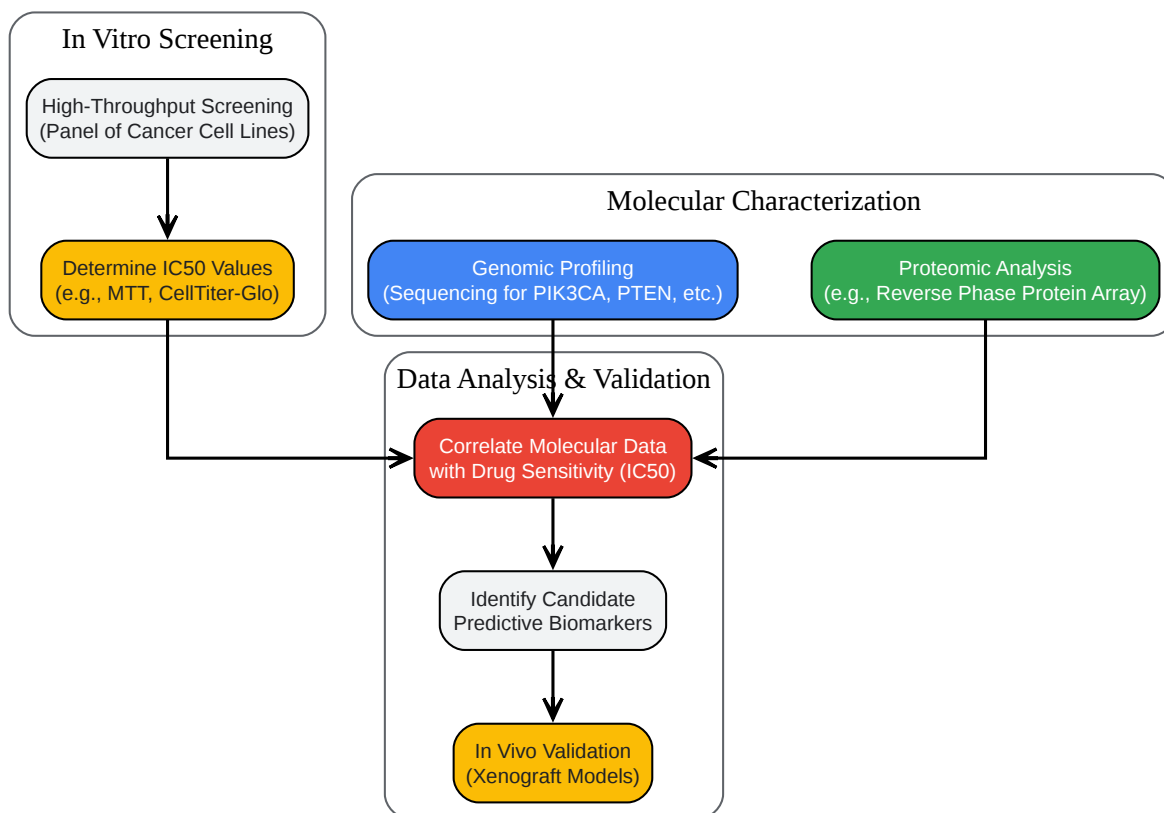 In Vitro Screening
High-Throughput Screening
(Panel of Cancer Cell Lines)
Determine IC50 Values
(e.g., MTT, CellTiter-Glo)
Molecular Characterization
Genomic Profiling
(Sequencing for PIK3CA, PTEN, etc.)
Proteomic Analysis
(e.g., Reverse Phase Protein Array)
Data Analysis & Validation
Correlate Molecular Data
with Drug Sensitivity (IC50)
Identify Candidate
Predictive Biomarkers
In Vivo Validation
(Xenograft Models)